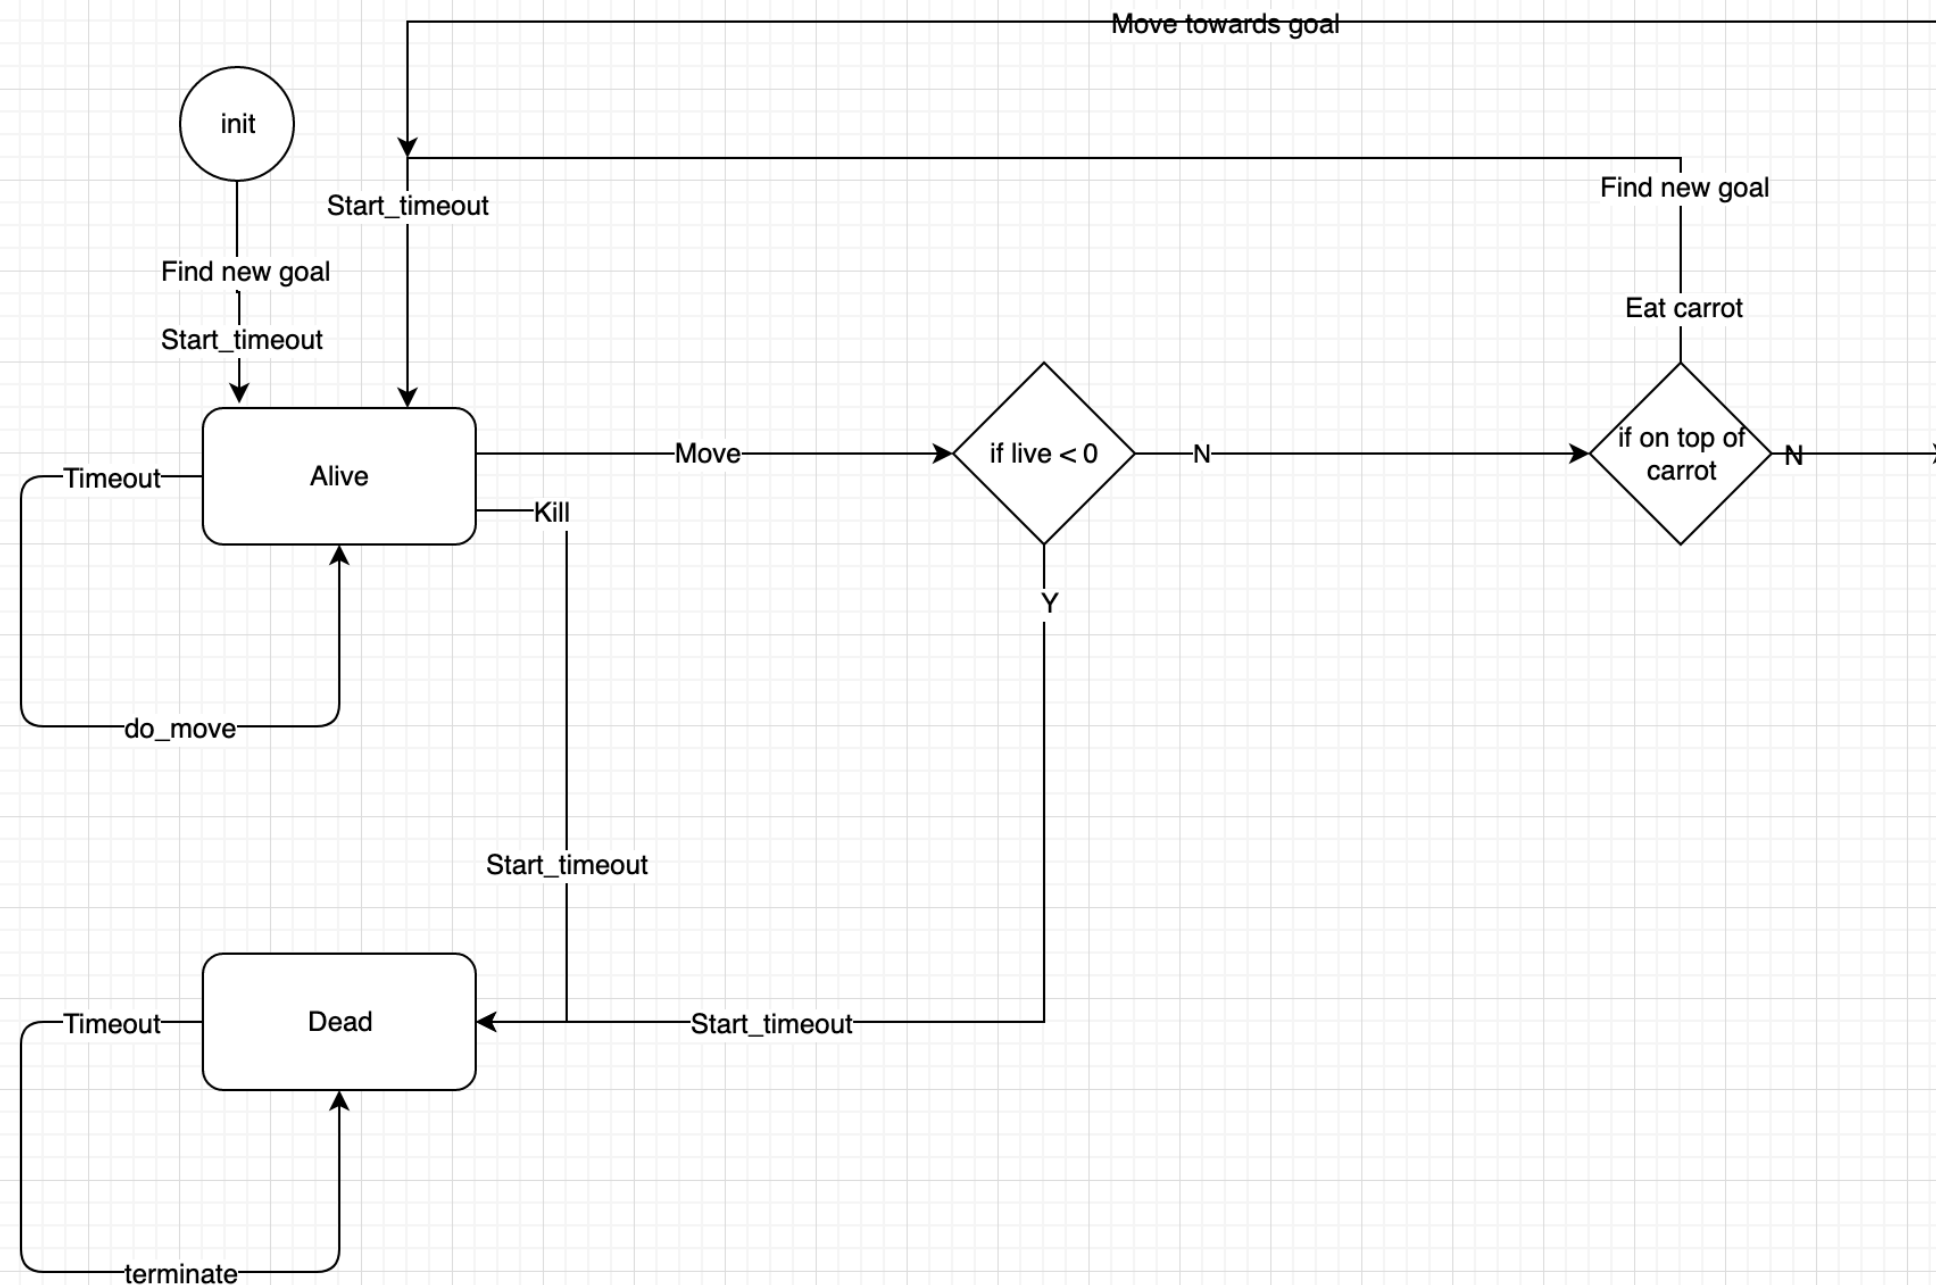 Move towards goal
init
Find new goal
Start_timeout
Start_timeout
Find new goal
Eat carrot
Timeout
Alive
Move
if live < 0
N
if on top of
carrot
N
Kill
Y
do_move
Start_timeout
Timeout
Dead
Start_timeout
terminate